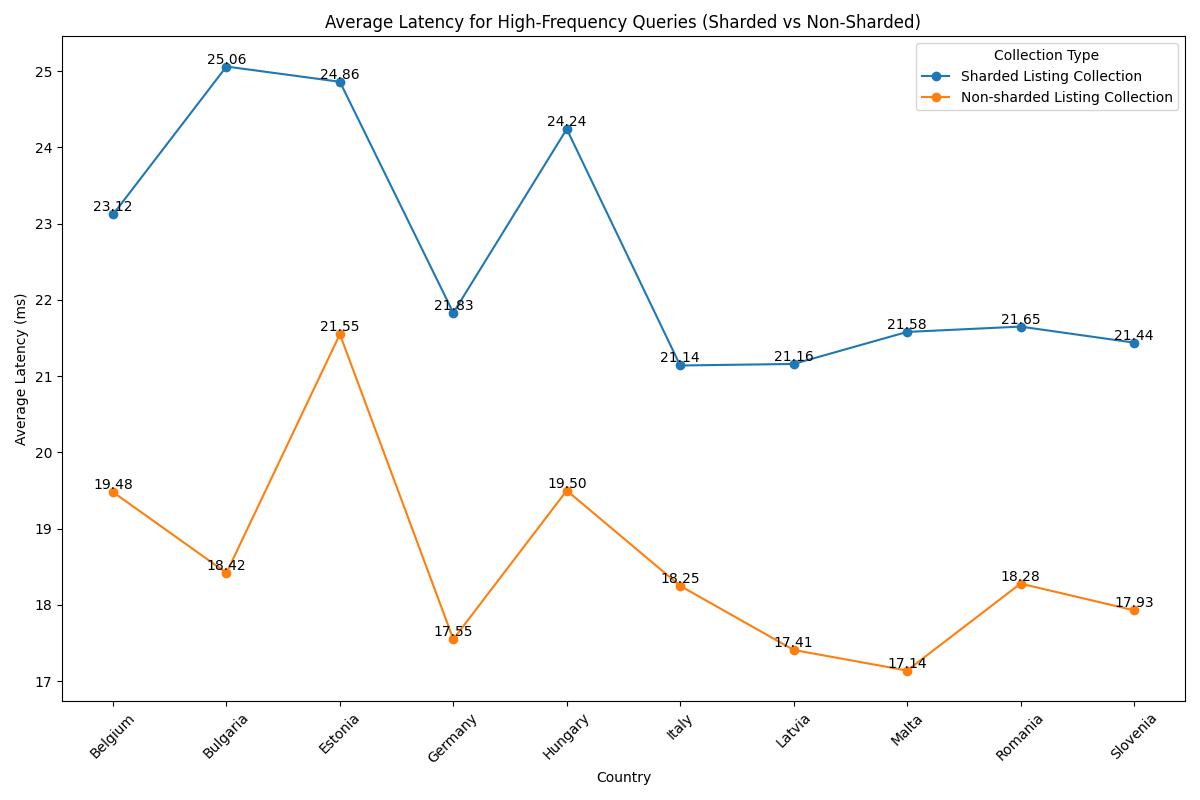 Average Latency for High-Frequency Queries (Sharded vs Non-Sharded)
Collection Type
Sharded Listing Collection
Non-sharded Listing Collection
Average Latency (ms)
25
24
23
22
21
20
19
18
17
23.12
25.06
24.86
21.83
24.24
21.14
21.16
21.58
21.65
21.44
19.48
18.42
21.55
17.55
19.50
18.25
17.41
17.14
18.28
17.93
Belgium
Bulgaria
Estonia
Germany
Hungary
Italy
Latvia
Malta
Romania
Slovenia
Country